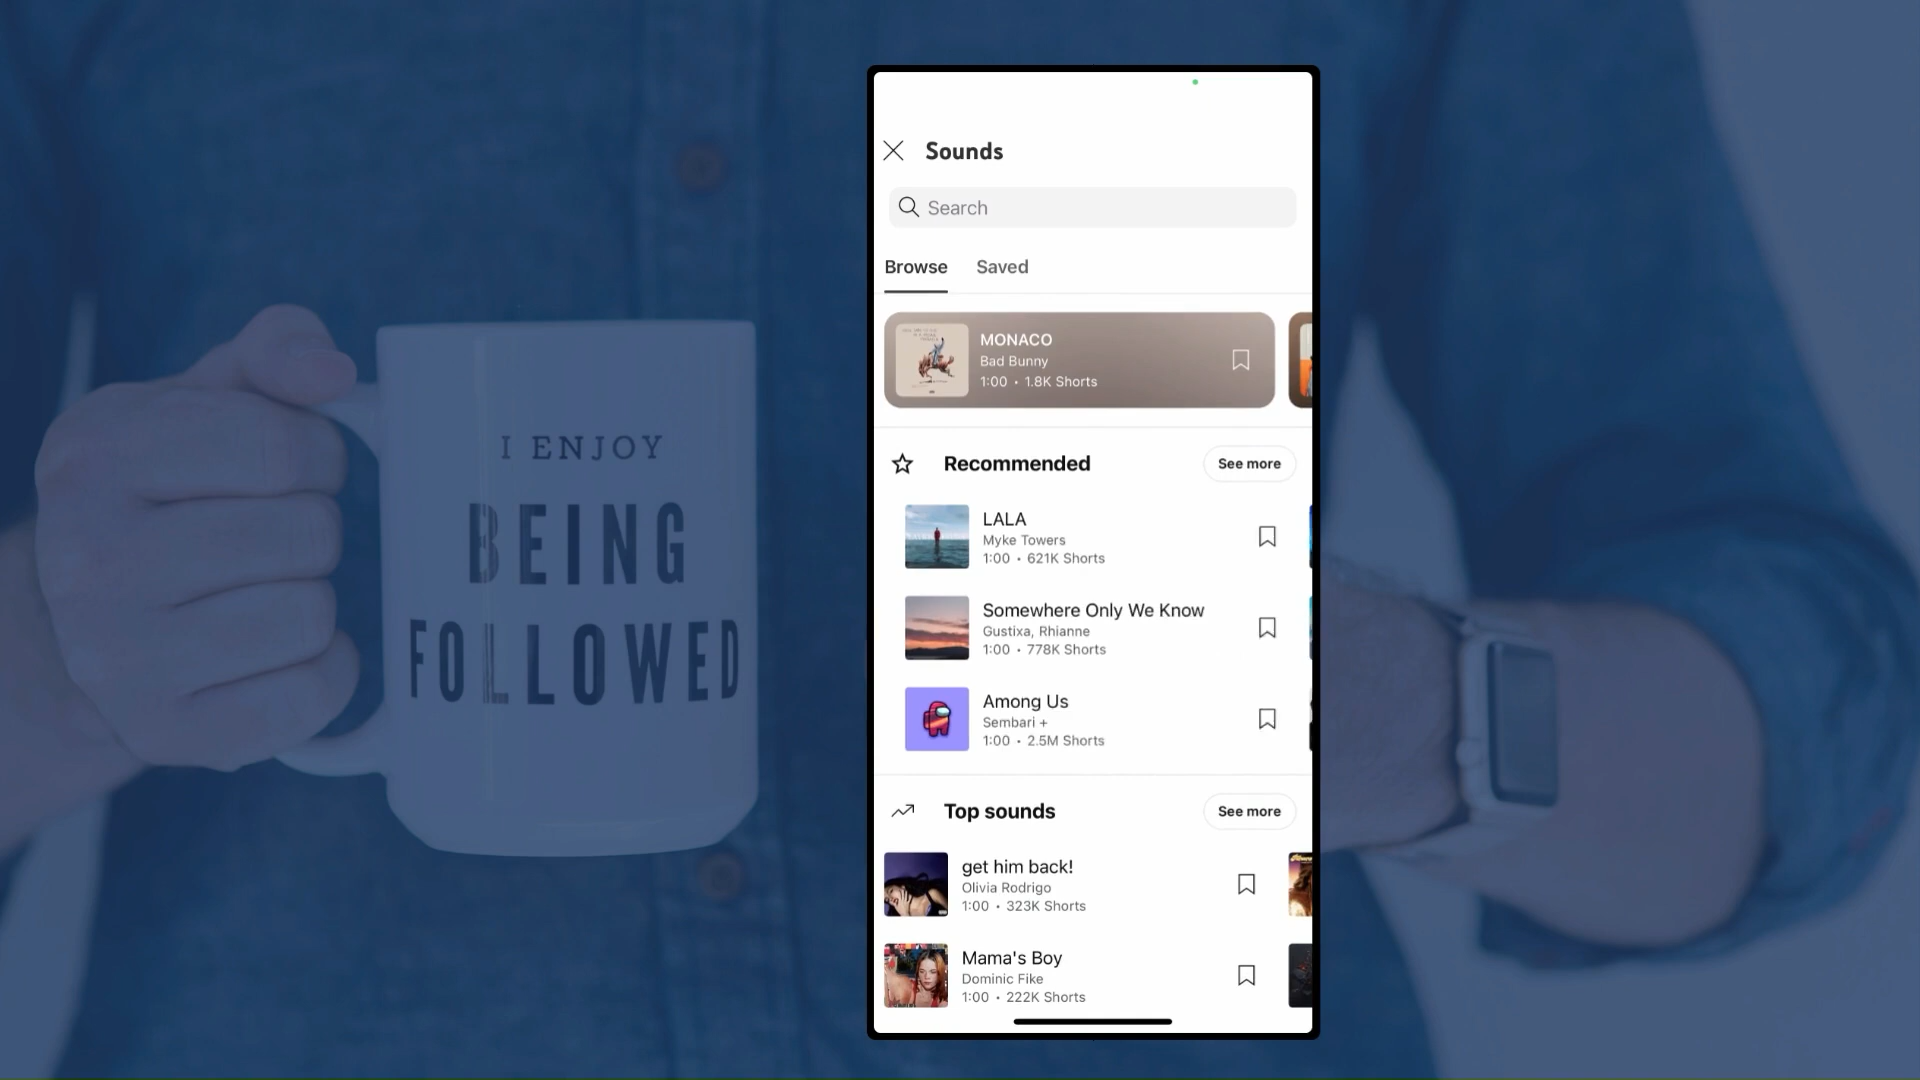 I ENJOY
BEING
FOLLOWED
Sounds
Search
Browse Saved
MONACO
Bad Bunny
1:00 • 1.8K Shorts
Recommended See more
LALA
Myke Towers
1:00 • 621K Shorts
Somewhere Only We Know
Gustixa, Rhianne
1:00 • 778K Shorts
Among Us
Sembari +
1:00 • 2.5M Shorts
Top sounds See more
get him back!
Olivia Rodrigo
1:00 • 323K Shorts
Mama's Boy
Dominic Fike
1:00 • 222K Shorts